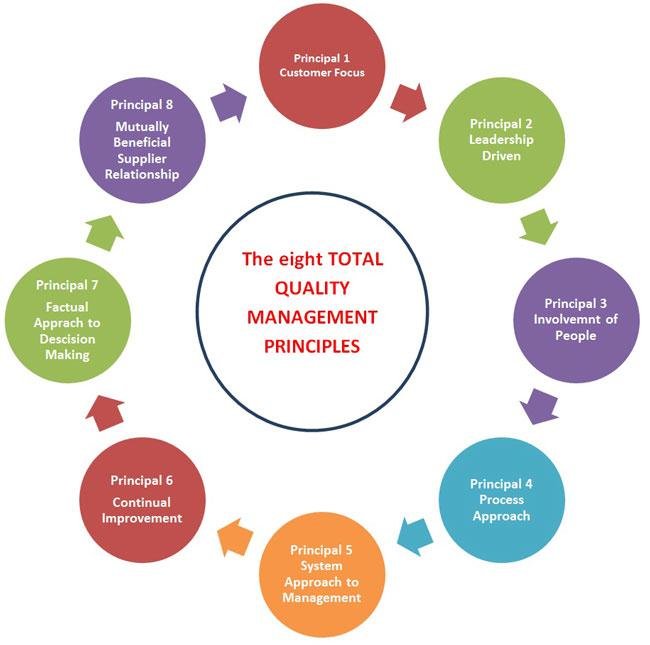 Principal 1
Customer Focus
Principal 2
Leadership
Driven
Principal 3
Involvemnt of
People
Principal 4
Process
Approach
Principal 5
System
Approach to
Management
Principal 6
Continual
Improvement
Principal 7
Factual
Apprach to
Descision
Making
Principal 8
Mutually
Beneficial
Supplier
Relationship
The eight TOTAL
QUALITY
MANAGEMENT
PRINCIPLES